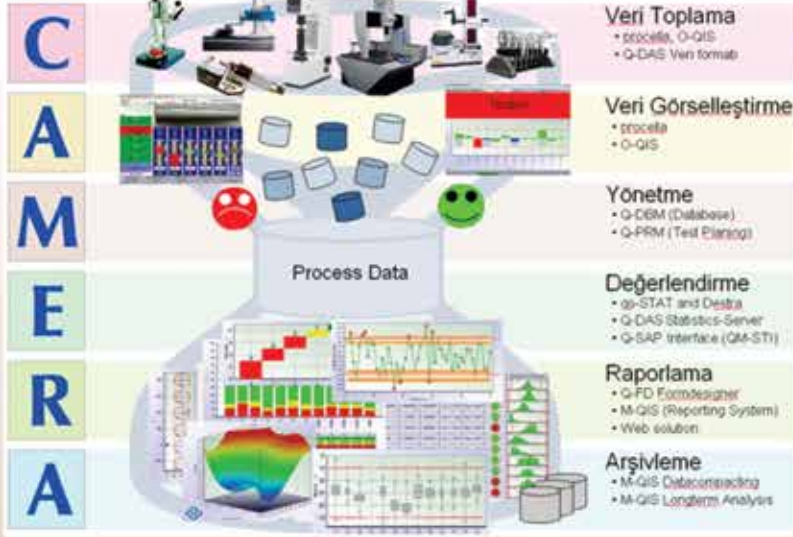 C
Veri Toplama
• procella, O-QIS
• Q-DAS Veri formatı
A
Veri Görselleştirme
• procella
• O-QIS
M
Yönetme
• Q-DBM (Database)
• Q-PRM (Test Planing)
Process Data
E
Değerlendirme
• qs-STAT and Destra
• Q-DAS Statistics-Server
• Q-SAP Interface (QM-STI)
R
Raporlama
• Q-FD Formdesigner
• M-QIS (Reporting System)
• Web solution
A
Arşivleme
• M-QIS Datacompacting
• M-QIS Longterm Analysis